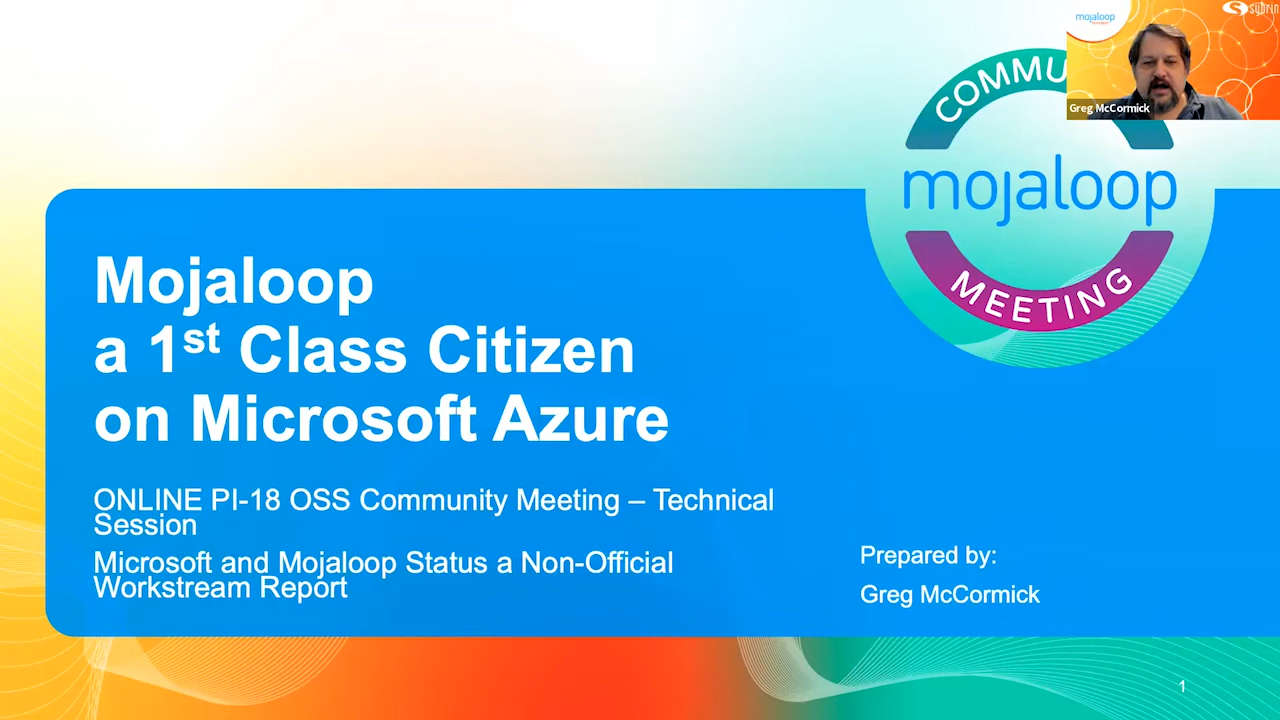 mojaloop
sybrin
Greg McCormick
COMMU
mojaloop
MEETING
Mojaloop
a 1st Class Citizen
on Microsoft Azure
ONLINE PI-18 OSS Community Meeting – Technical
Session
Microsoft and Mojaloop Status a Non-Official
Workstream Report
Prepared by:
Greg McCormick
1